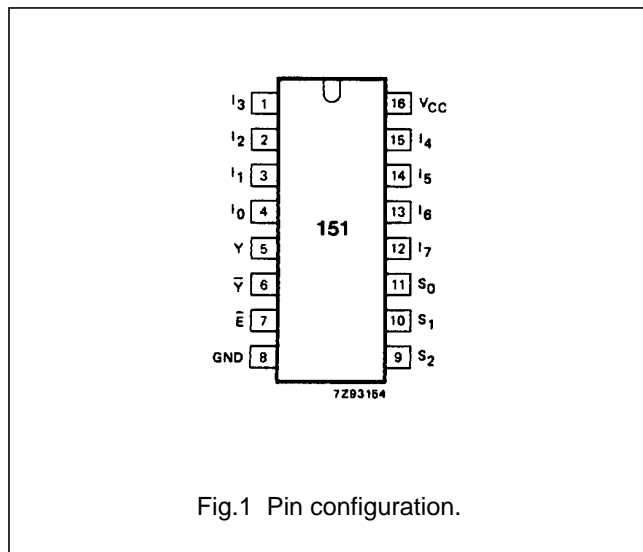 I3 1 16 VCC
I2 2 15 I4
I1 3 14 I5
I0 4 13 I6
151
Y 5 12 I7
Y̅ 6 11 S0
E̅ 7 10 S1
GND 8 9 S2
7Z93154
Fig.1 Pin configuration.